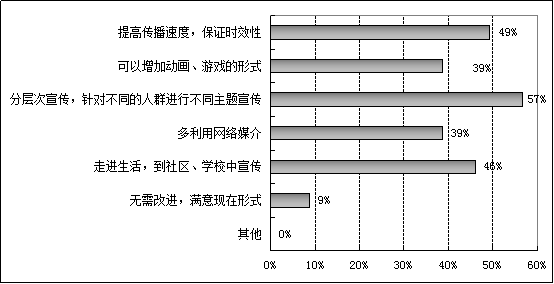 提高传播速度，保证时效性 49%
可以增加动画、游戏的形式 39%
分层次宣传，针对不同的人群进行不同主题宣传 57%
多利用网络媒介 39%
走进生活，到社区、学校中宣传 46%
无需改进，满意现在形式 9%
其他 0%
0% 10% 20% 30% 40% 50% 60%